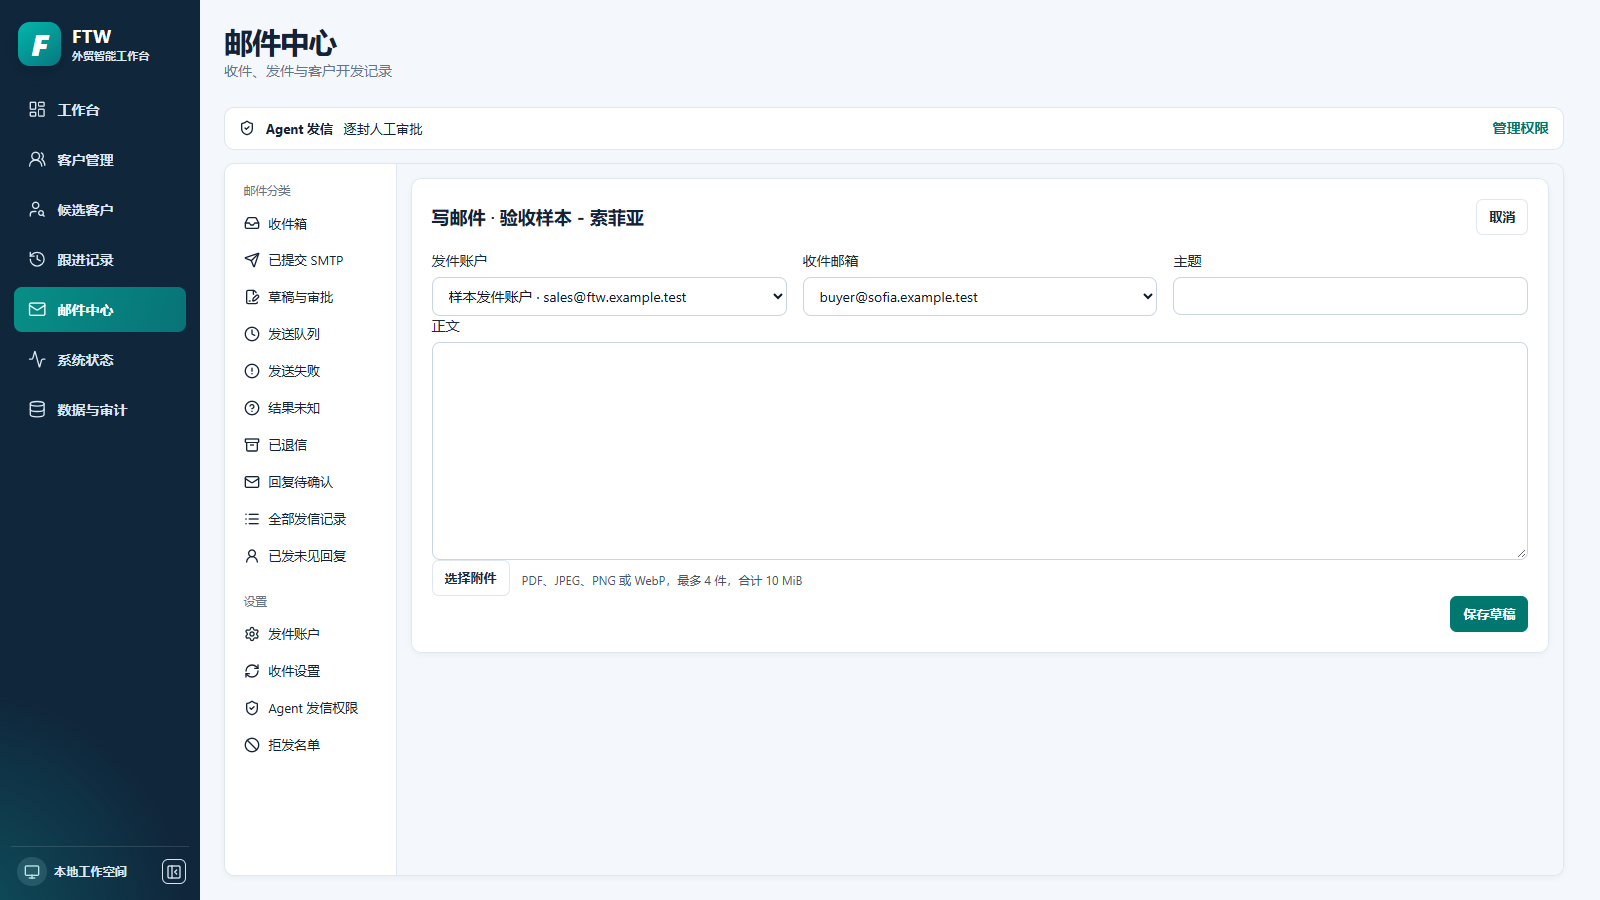 F
FTW
外贸智能工作台
工作台
客户管理
候选客户
跟进记录
邮件中心
系统状态
数据与审计
本地工作空间
邮件中心
收件、发件与客户开发记录
Agent 发信 逐封人工审批
管理权限
邮件分类
收件箱
已提交 SMTP
草稿与审批
发送队列
发送失败
结果未知
已退信
回复待确认
全部发信记录
已发未见回复
设置
发件账户
收件设置
Agent 发信权限
拒发名单
写邮件 · 验收样本 - 索菲亚
取消
发件账户
收件邮箱
主题
样本发件账户 · sales@ftw.example.test
buyer@sofia.example.test
正文
选择附件
PDF、JPEG、PNG 或 WebP，最多 4 件，合计 10 MiB
保存草稿